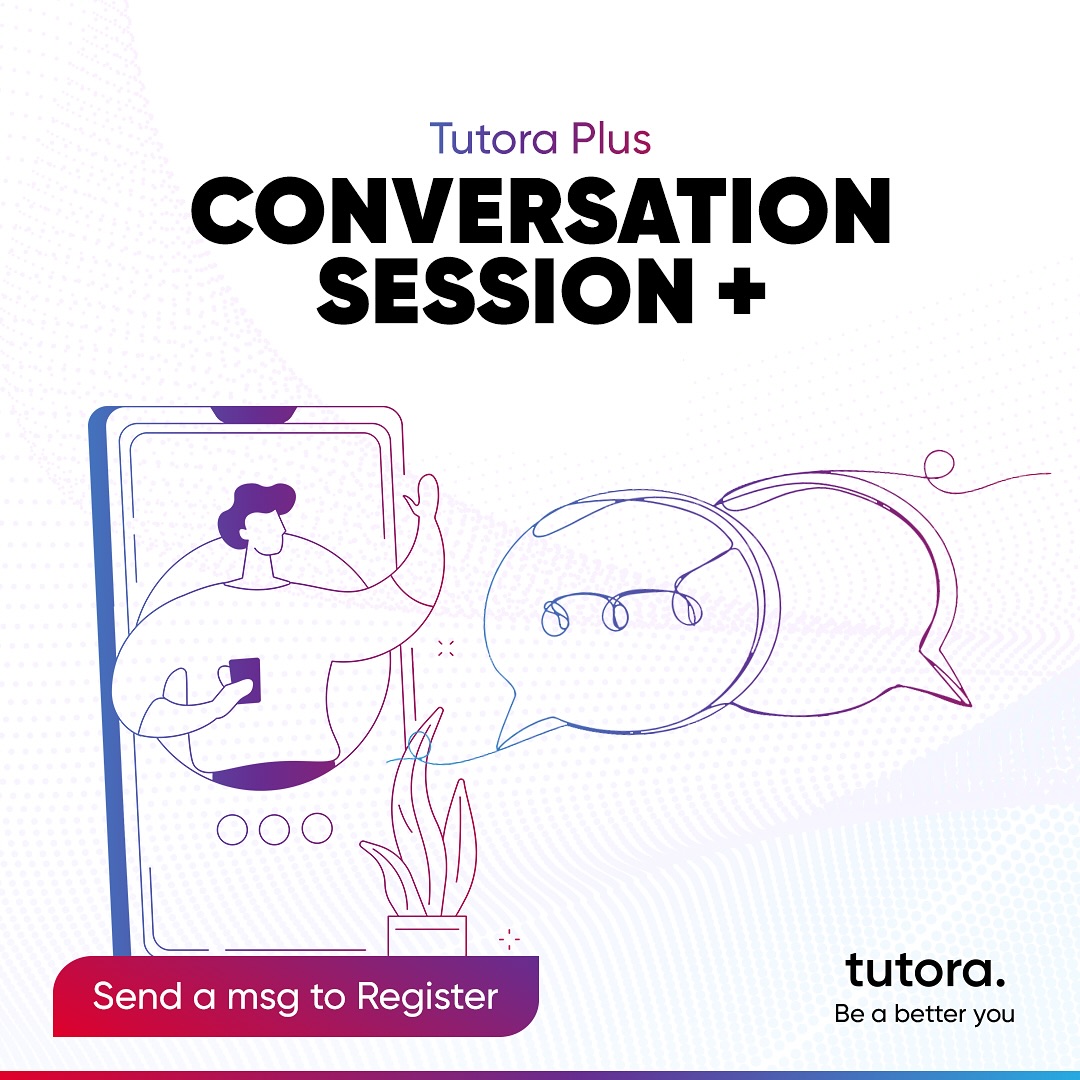 Tutora Plus
CONVERSATION
SESSION +
Send a msg to Register
tutora.
Be a better you